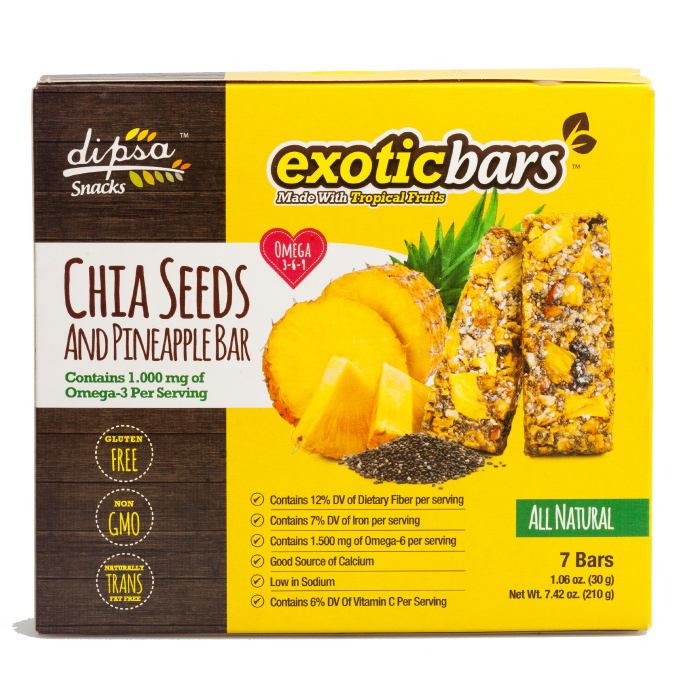 dipsa™
Snacks
exoticbars™
Made With Tropical Fruits
OMEGA
3-6-9
CHIA SEEDS
AND PINEAPPLE BAR
Contains 1.000 mg of
Omega-3 Per Serving
GLUTEN
FREE
NON
GMO
NATURALLY
TRANS
FAT FREE
Contains 12% DV of Dietary Fiber per serving
Contains 7% DV of Iron per serving
Contains 1.500 mg of Omega-6 per serving
Good Source of Calcium
Low in Sodium
Contains 6% DV Of Vitamin C Per Serving
ALL NATURAL
7 Bars
1.06 oz. (30 g)
Net Wt. 7.42 oz. (210 g)